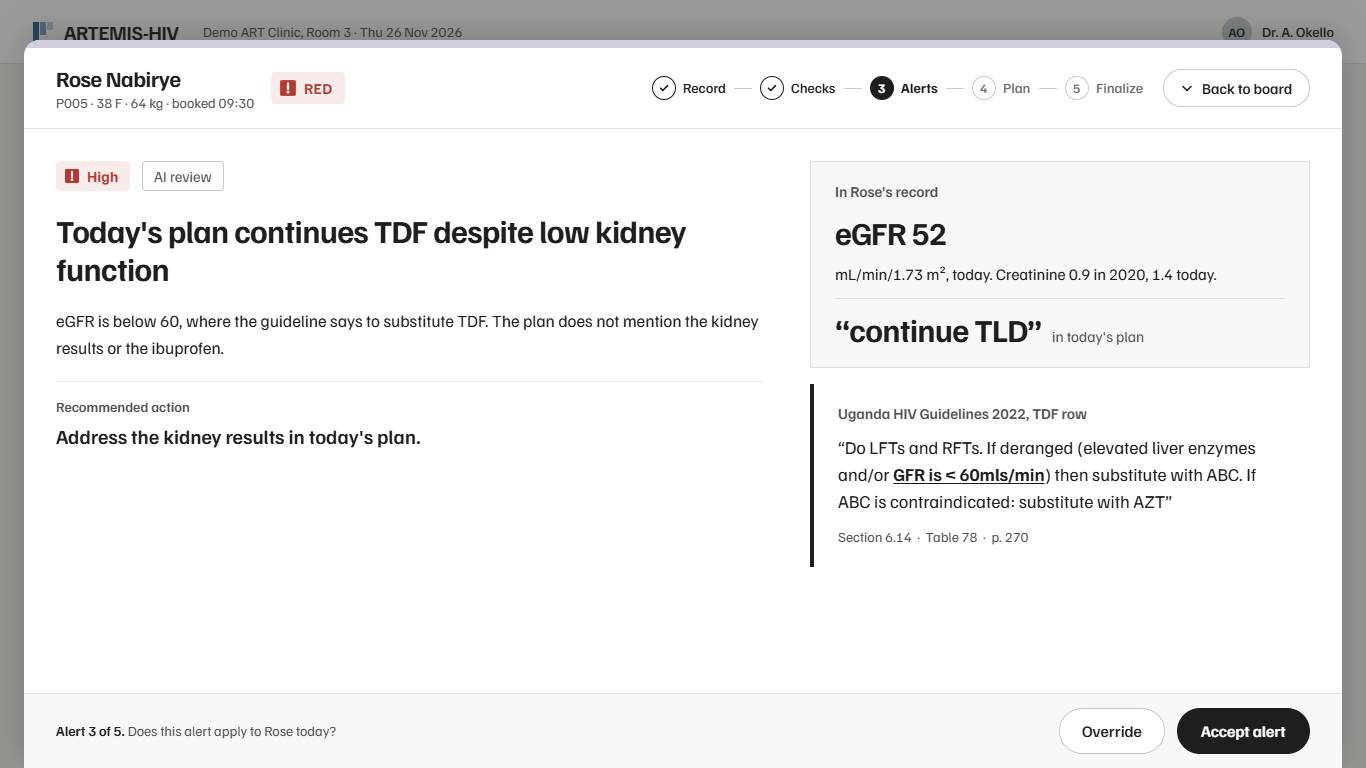 ARTEMIS-HIV
Demo ART Clinic, Room 3 · Thu 26 Nov 2026
AO
Dr. A. Okello
Rose Nabirye
P005 · 38 F · 64 kg · booked 09:30
RED
Record
Checks
3 Alerts
4 Plan
5 Finalize
Back to board
High
AI review
Today's plan continues TDF despite low kidney
function
eGFR is below 60, where the guideline says to substitute TDF. The plan does not mention the kidney
results or the ibuprofen.
Recommended action
Address the kidney results in today's plan.
In Rose's record
eGFR 52
mL/min/1.73 m², today. Creatinine 0.9 in 2020, 1.4 today.
“continue TLD” in today's plan
Uganda HIV Guidelines 2022, TDF row
“Do LFTs and RFTs. If deranged (elevated liver enzymes
and/or GFR is < 60mls/min) then substitute with ABC. If
ABC is contraindicated: substitute with AZT”
Section 6.14 · Table 78 · p. 270
Alert 3 of 5. Does this alert apply to Rose today?
Override
Accept alert